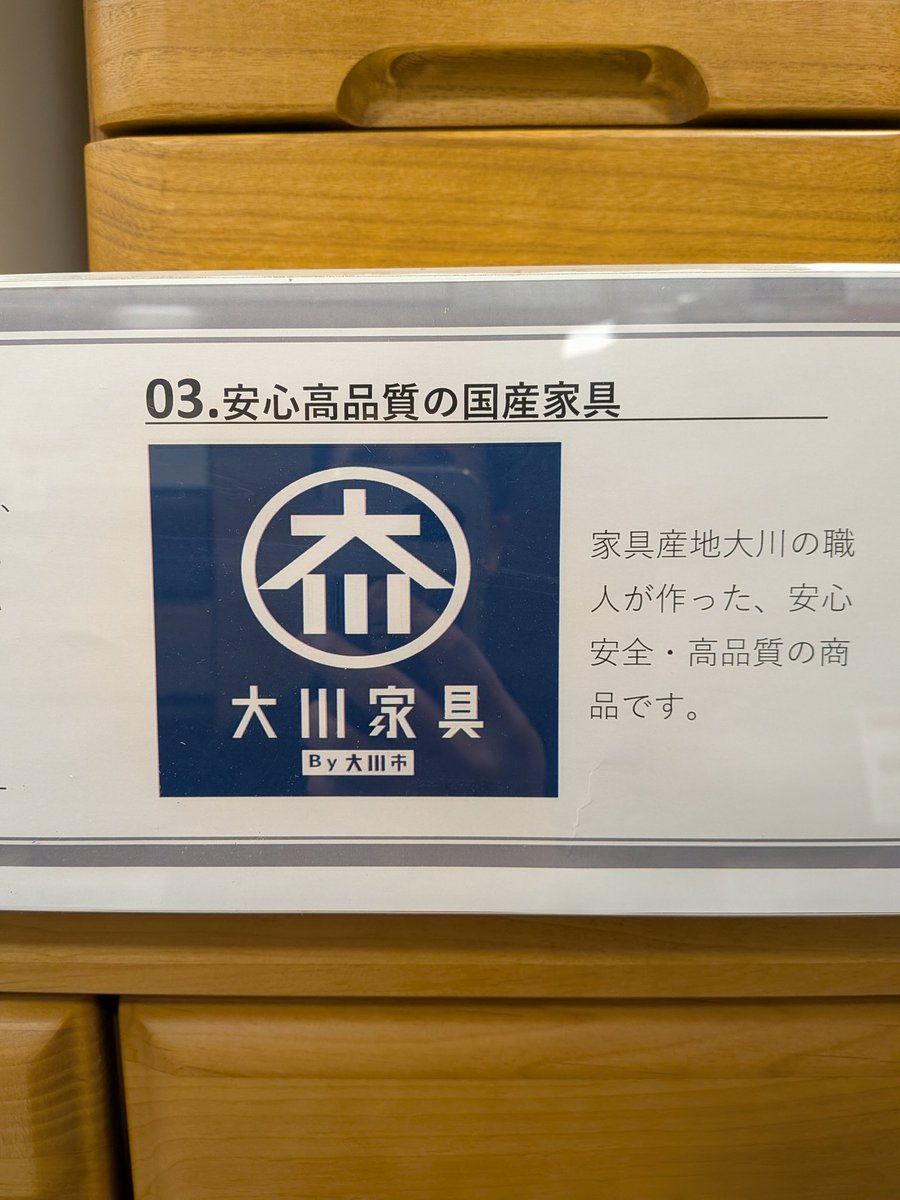 03.安心高品質の国産家具
大川家具
By 大川市
家具産地大川の職
人が作った、安心
安全・高品質の商
品です。